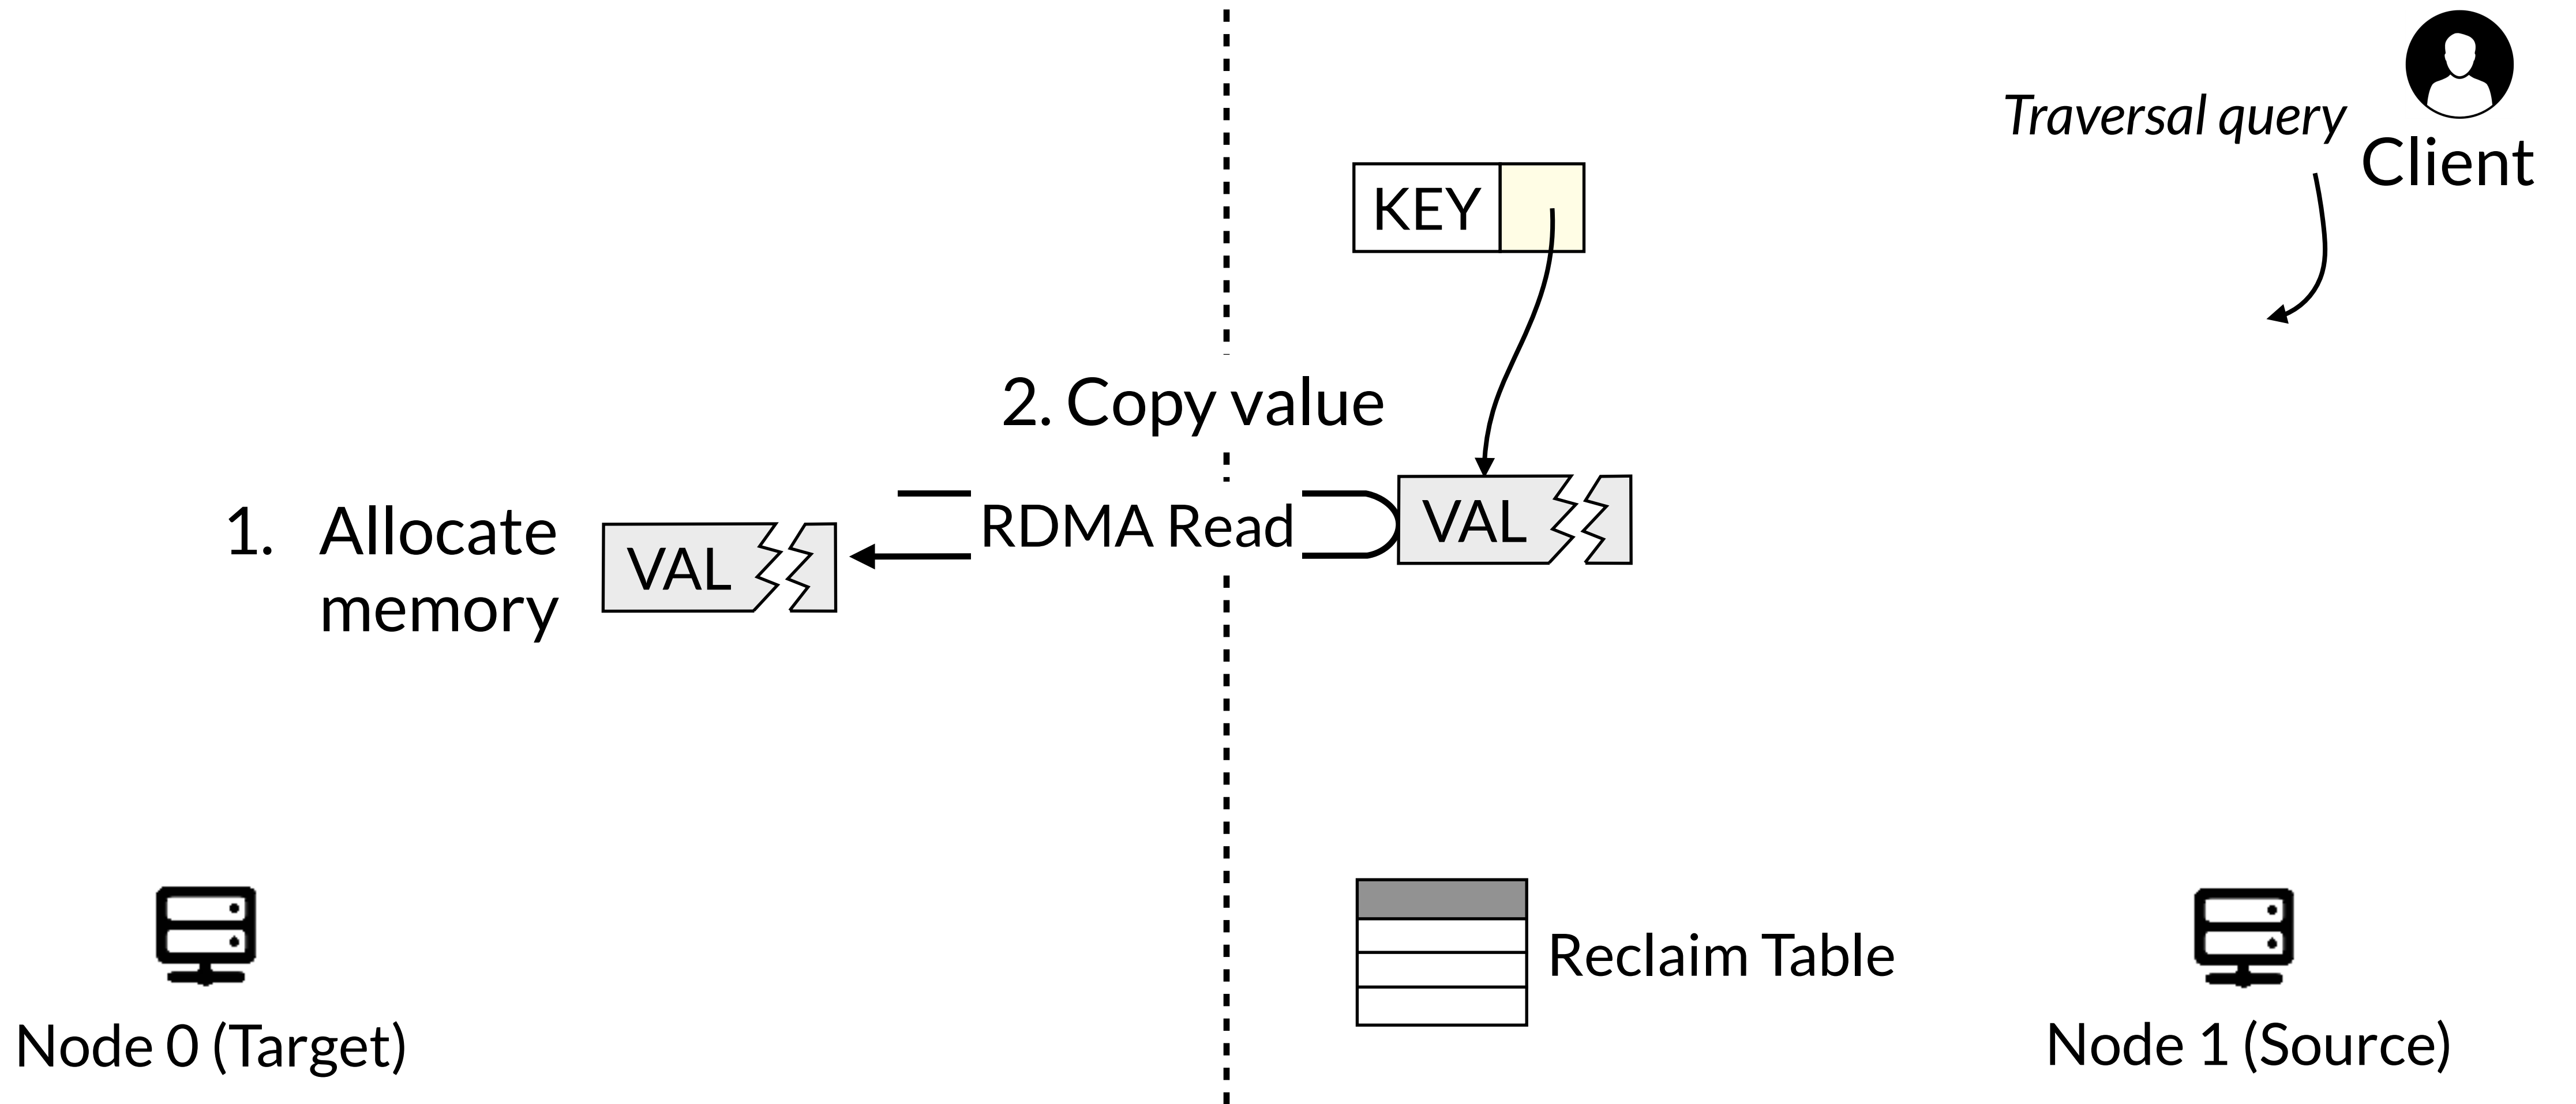 Traversal query
Client
KEY
2. Copy value
1. Allocate
memory
VAL
RDMA Read
VAL
Reclaim Table
Node 0 (Target)
Node 1 (Source)